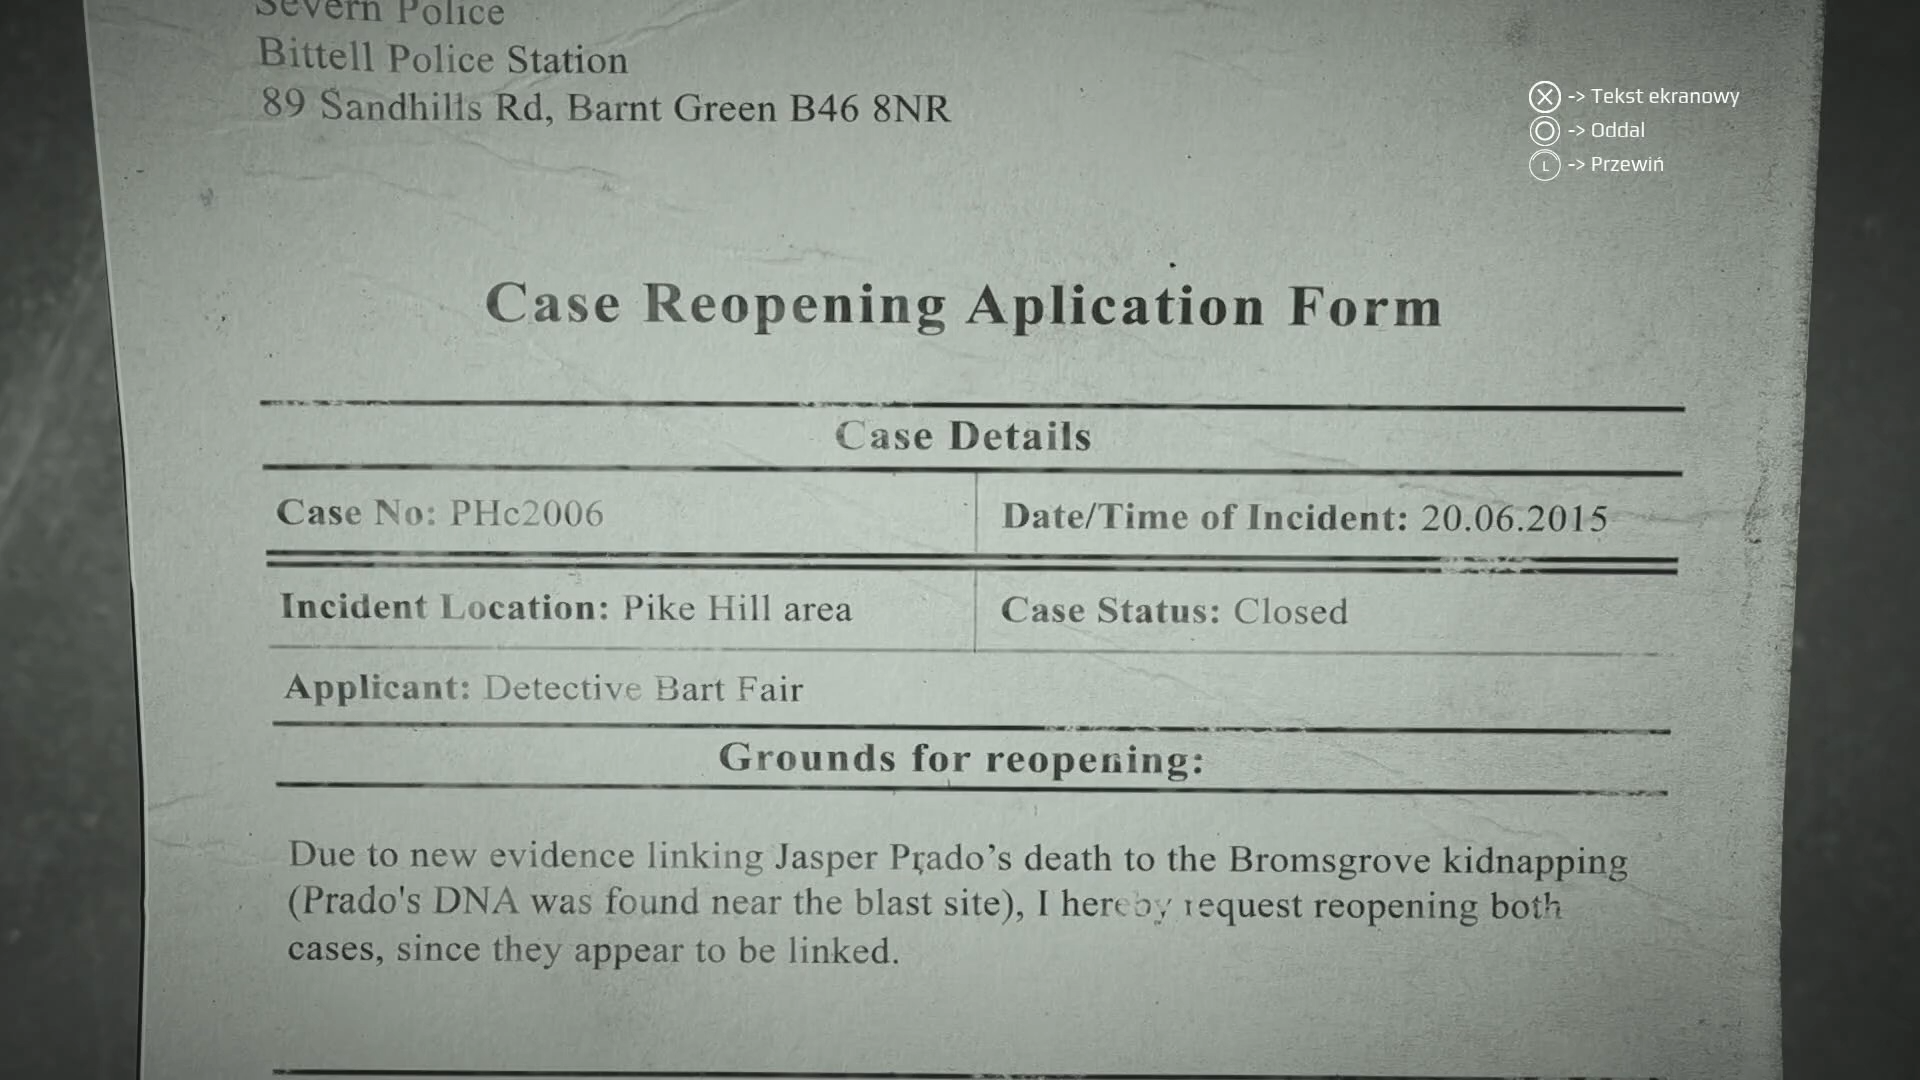 Severn Police
Bittell Police Station
89 Sandhills Rd, Barnt Green B46 8NR
-> Tekst ekranowy
-> Oddal
L -> Przewiń
Case Reopening Aplication Form
Case Details
Case No: PHc2006
Date/Time of Incident: 20.06.2015
Incident Location: Pike Hill area
Case Status: Closed
Applicant: Detective Bart Fair
Grounds for reopening:
Due to new evidence linking Jasper Prado’s death to the Bromsgrove kidnapping
(Prado's DNA was found near the blast site), I hereby request reopening both
cases, since they appear to be linked.